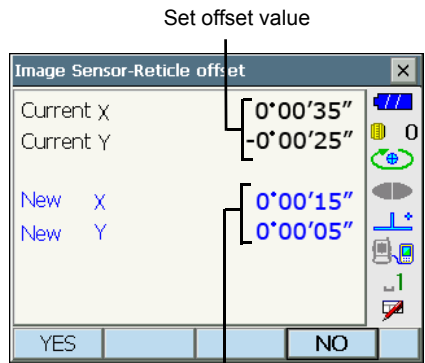 Set offset value
Image Sensor-Reticle offset
Current X 0°00'35"
Current Y -0°00'25"
0
New X 0°00'15"
New Y 0°00'05"
1
YES NO